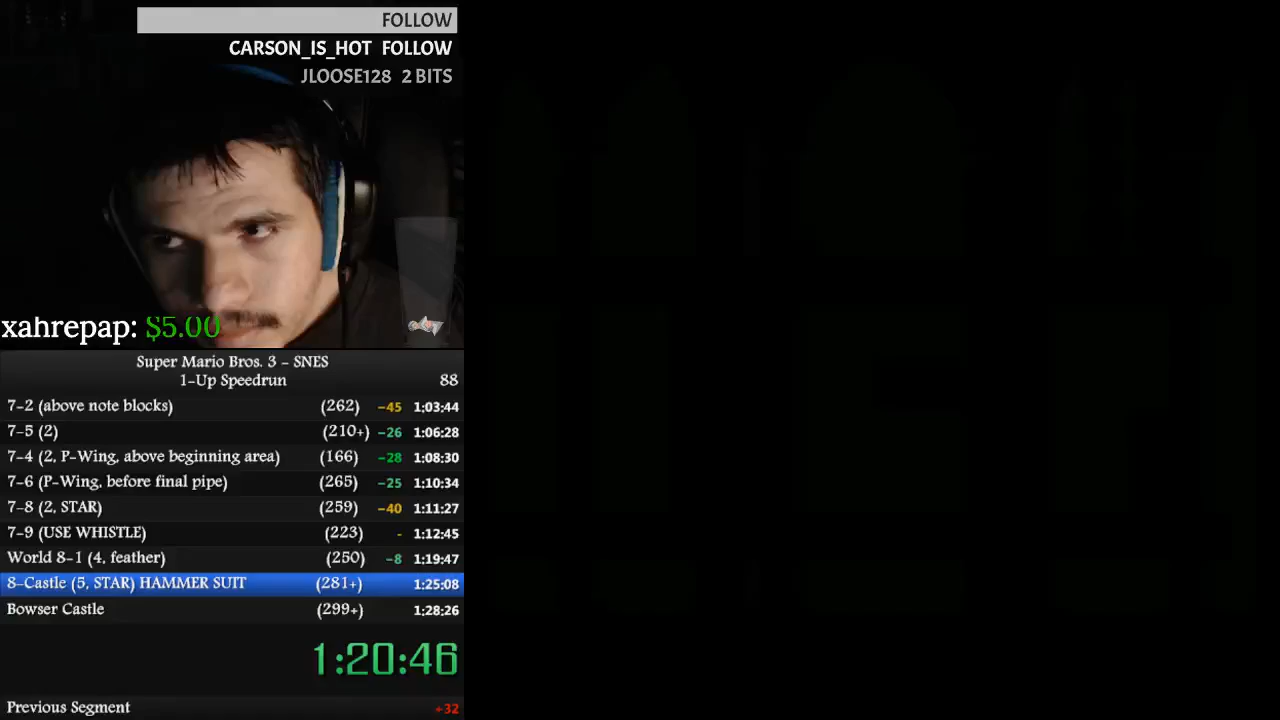 FOLLOW
CARSON_IS_HOT FOLLOW
JLOOSE128 2 BITS
xahrepap: $5.00
Super Mario Bros. 3 - SNES
1-Up Speedrun 88
7-2 (above note blocks) (262) -45 1:03:44
7-5 (2) (210+) -26 1:06:28
7-4 (2, P-Wing, above beginning area) (166) -28 1:08:30
7-6 (P-Wing, before final pipe) (265) -25 1:10:34
7-8 (2, STAR) (259) -40 1:11:27
7-9 (USE WHISTLE) (223) - 1:12:45
World 8-1 (4, feather) (250) -8 1:19:47
8-Castle (5, STAR) HAMMER SUIT (281+) 1:25:08
Bowser Castle (299+) 1:28:26
1:20:46
Previous Segment +32